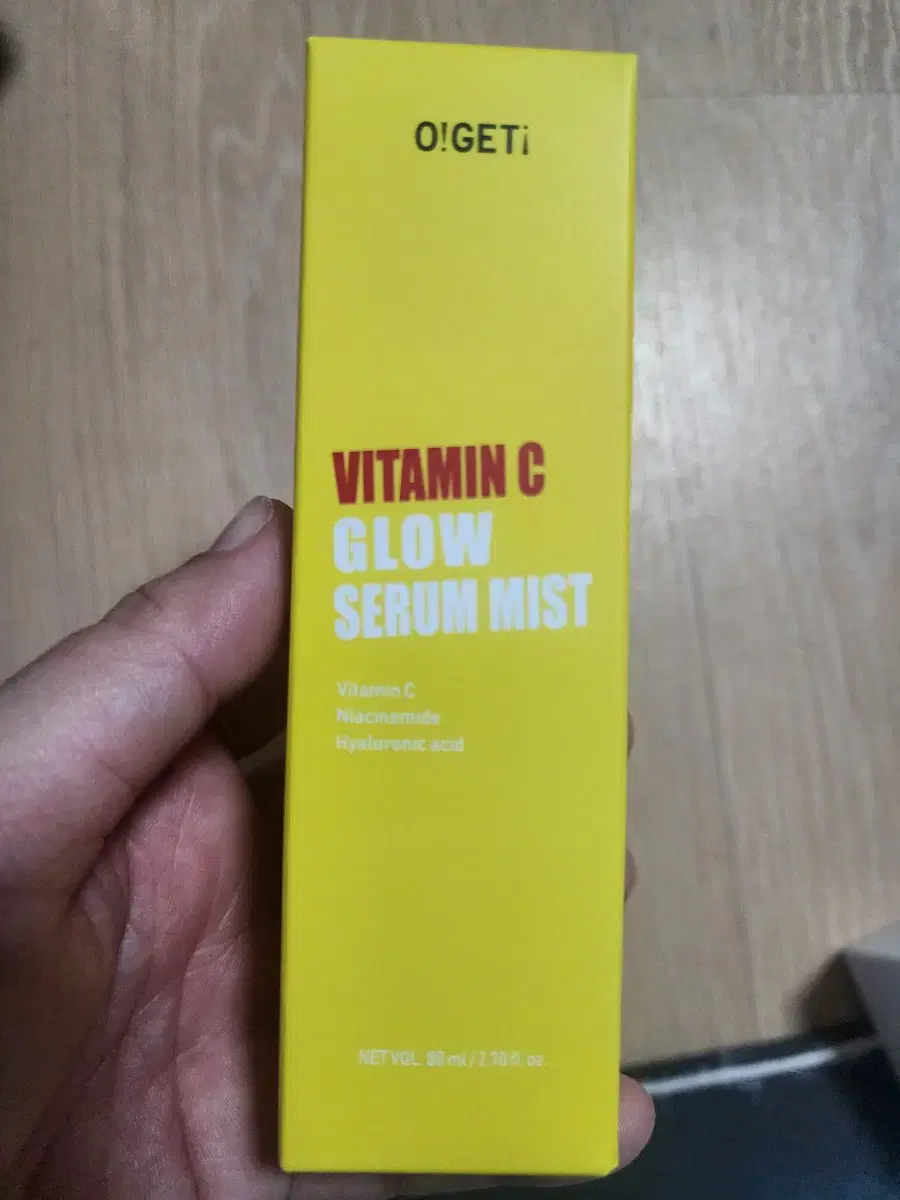 O!GETi
VITAMIN C
GLOW
SERUM MIST
Vitamin C
Niacinamide
Hyaluronic acid
NET VOL. 80 ml / 2.70 fl. oz.